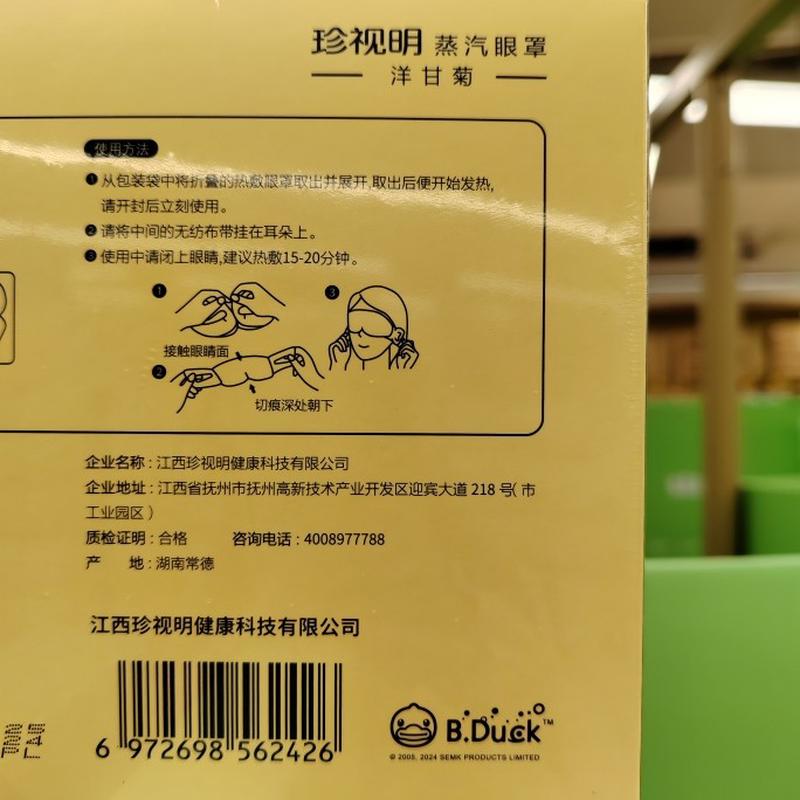 珍视明 蒸汽眼罩
洋甘菊
使用方法
❶ 从包装袋中将折叠的热敷眼罩取出并展开,取出后便开始发热,
请开封后立刻使用。
❷ 请将中间的无纺布带挂在耳朵上。
❸ 使用中请闭上眼睛,建议热敷15-20分钟。
❶
❸
接触眼睛面
❷
切痕深处朝下
企业名称：江西珍视明健康科技有限公司
企业地址：江西省抚州市抚州高新技术产业开发区迎宾大道 218 号( 市
工业园区 )
质检证明：合格 咨询电话：4008977788
产 地：湖南常德
江西珍视明健康科技有限公司
6 972698 562426
B.Duck™
© 2005, 2024 SEMK PRODUCTS LIMITED